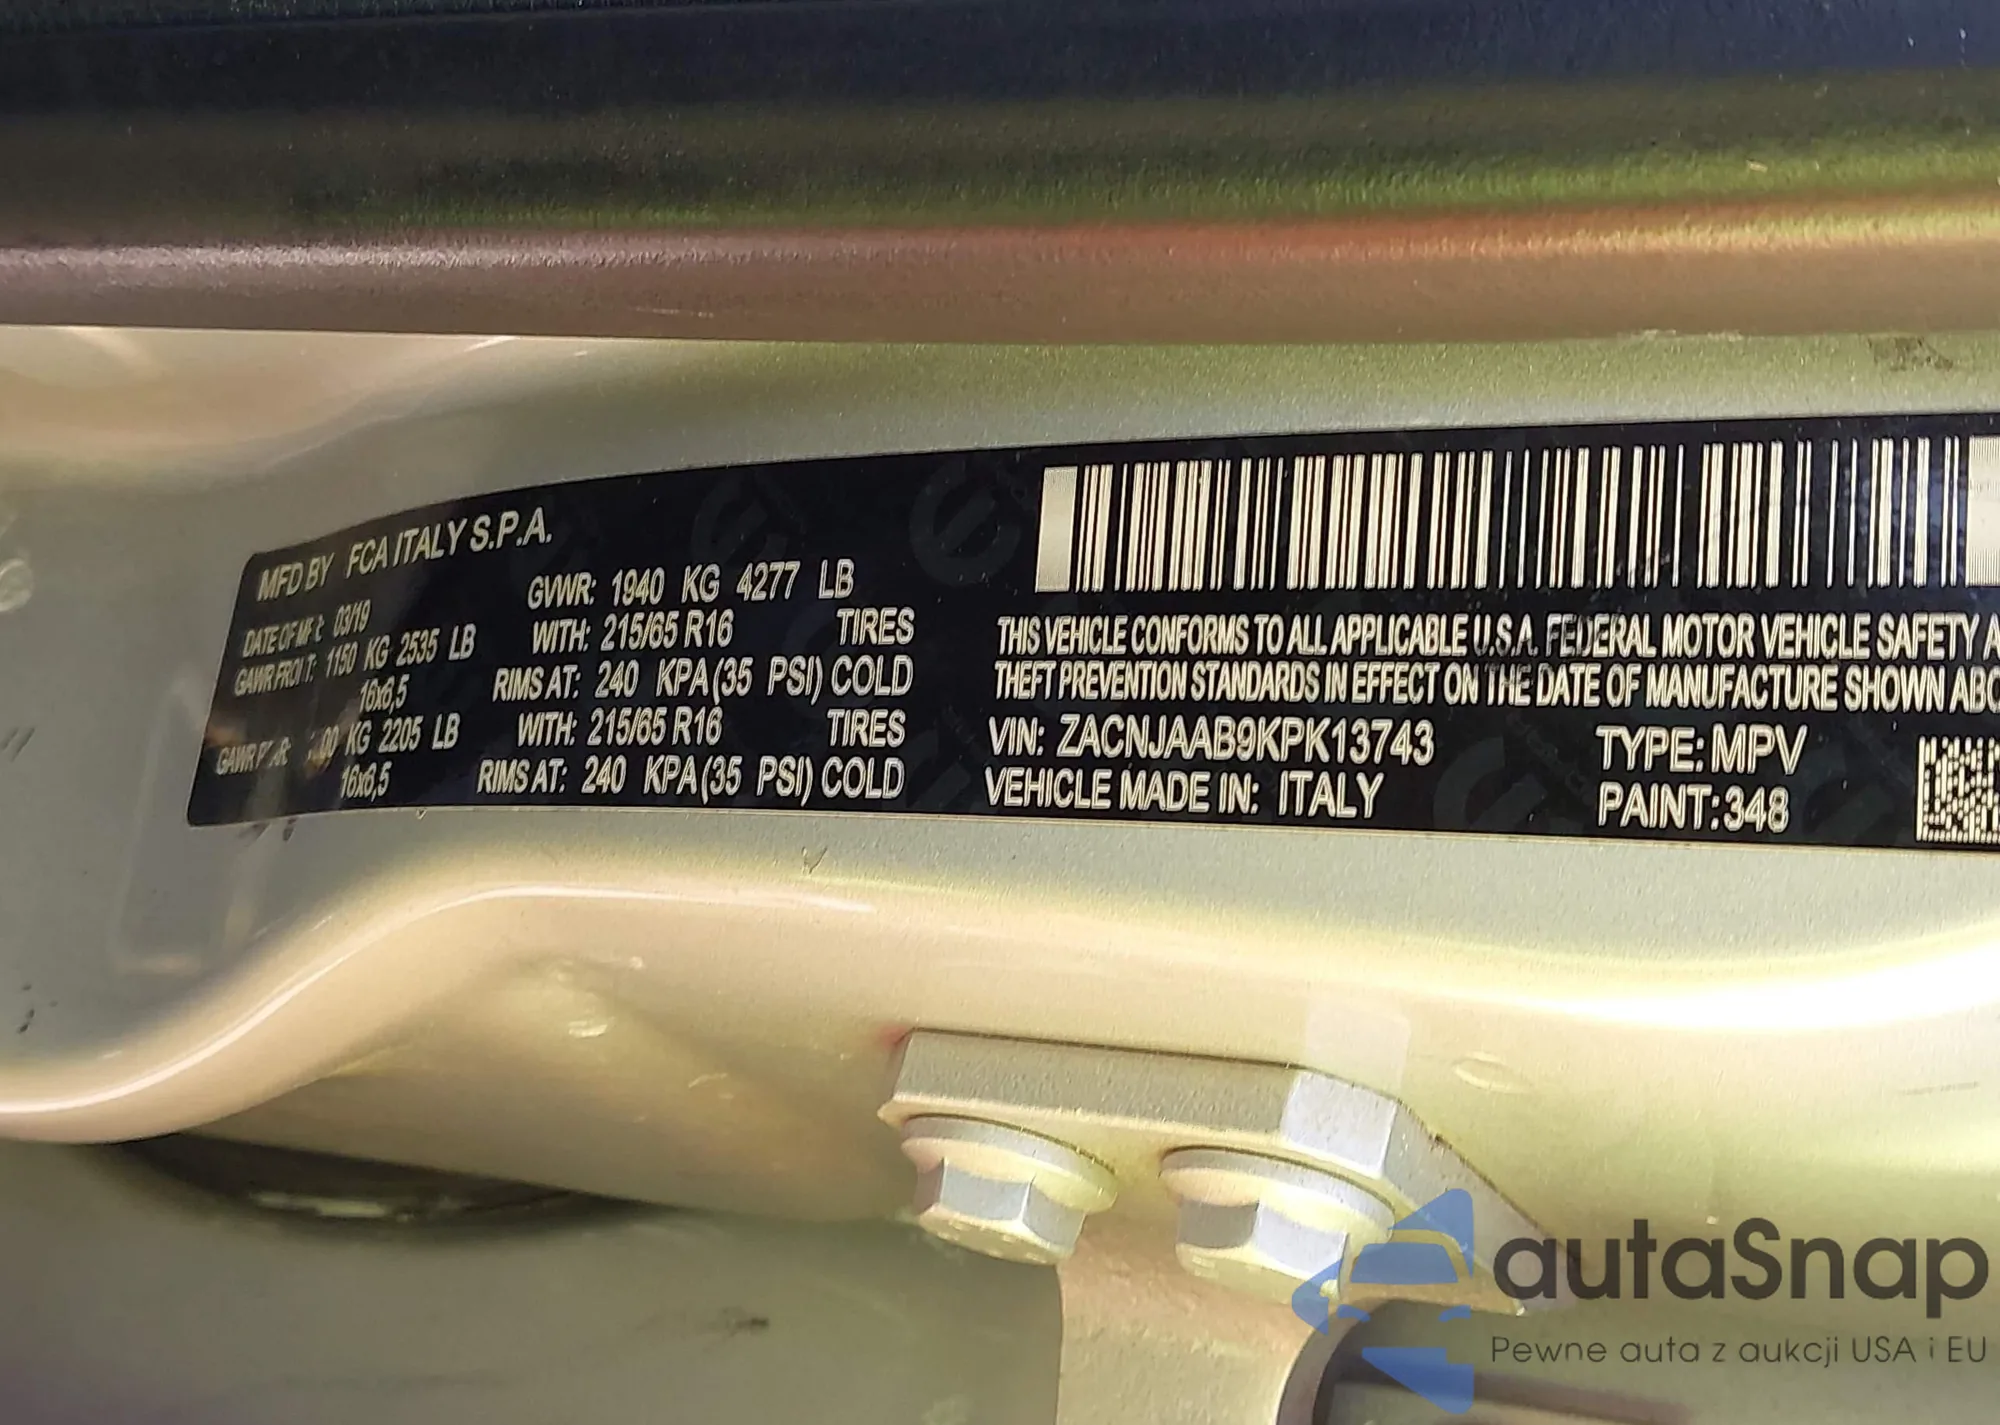 MFD BY FCA ITALY S.P.A.
DATE OF MF 03/19 GVWR: 1940 KG 4277 LB
GAWR FRONT: 1150 KG 2535 LB WITH: 215/65 R16 TIRES
16x6,5 RIMS AT: 240 KPA(35 PSI) COLD
GAWR KG 2205 LB WITH: 215/65 R16 TIRES
16x6,5 RIMS AT: 240 KPA(35 PSI) COLD
THIS VEHICLE CONFORMS TO ALL APPLICABLE U.S.A. FEDERAL MOTOR VEHICLE SAFETY A
THEFT PREVENTION STANDARDS IN EFFECT ON THE DATE OF MANUFACTURE SHOWN ABO
VIN: ZACNJAAB9KPK13743 TYPE: MPV
VEHICLE MADE IN: ITALY PAINT: 348
autaSnap
Pewne auta z aukcji USA i EU